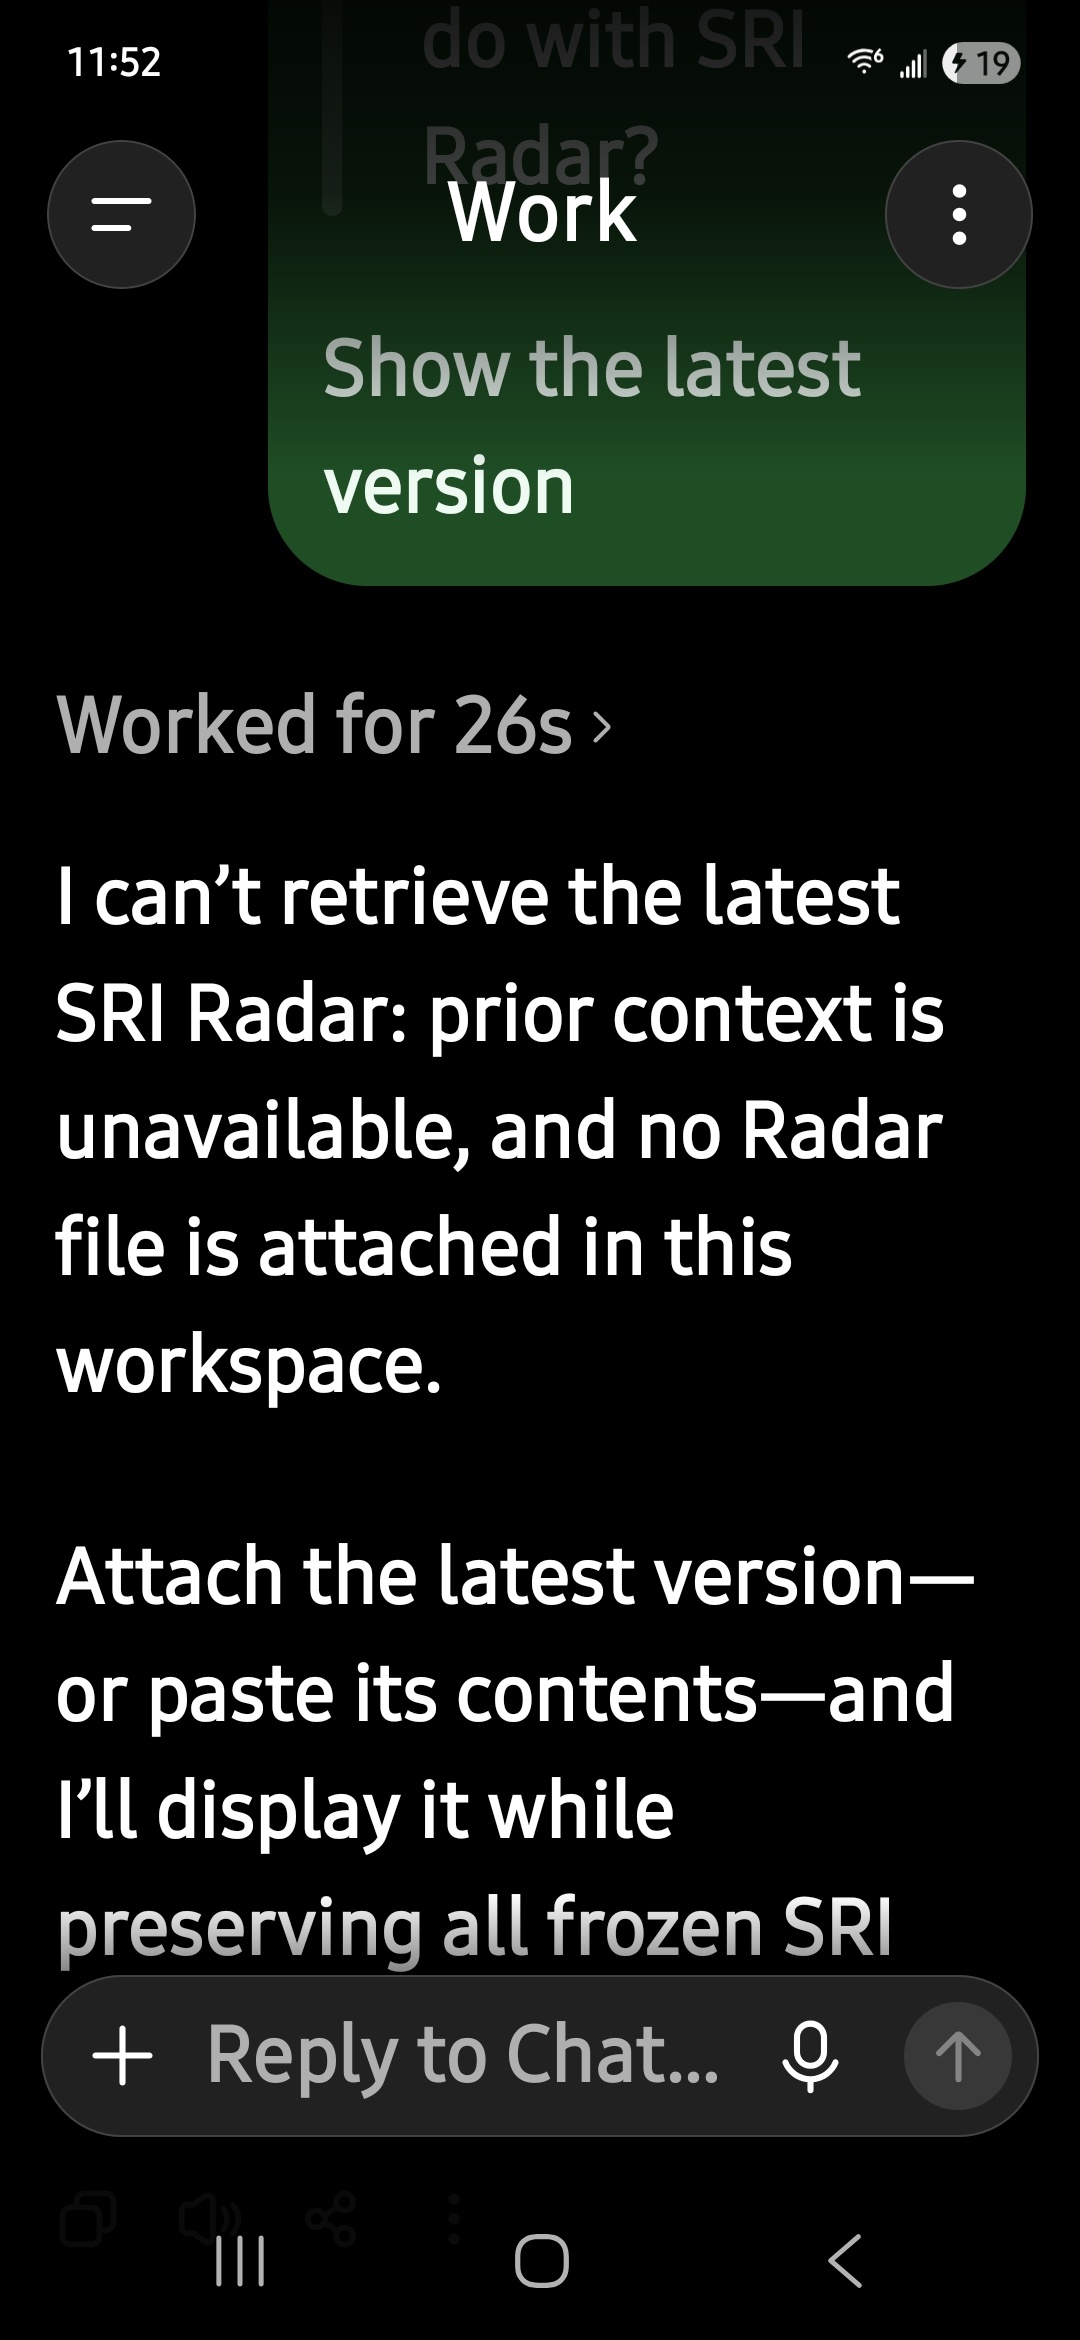 do with SRI
11:52
6
19
Radar?
Work
Show the latest
version
Worked for 26s
I can’t retrieve the latest
SRI Radar: prior context is
unavailable, and no Radar
file is attached in this
workspace.
Attach the latest version—
or paste its contents—and
I’ll display it while
preserving all frozen SRI
Reply to Chat...